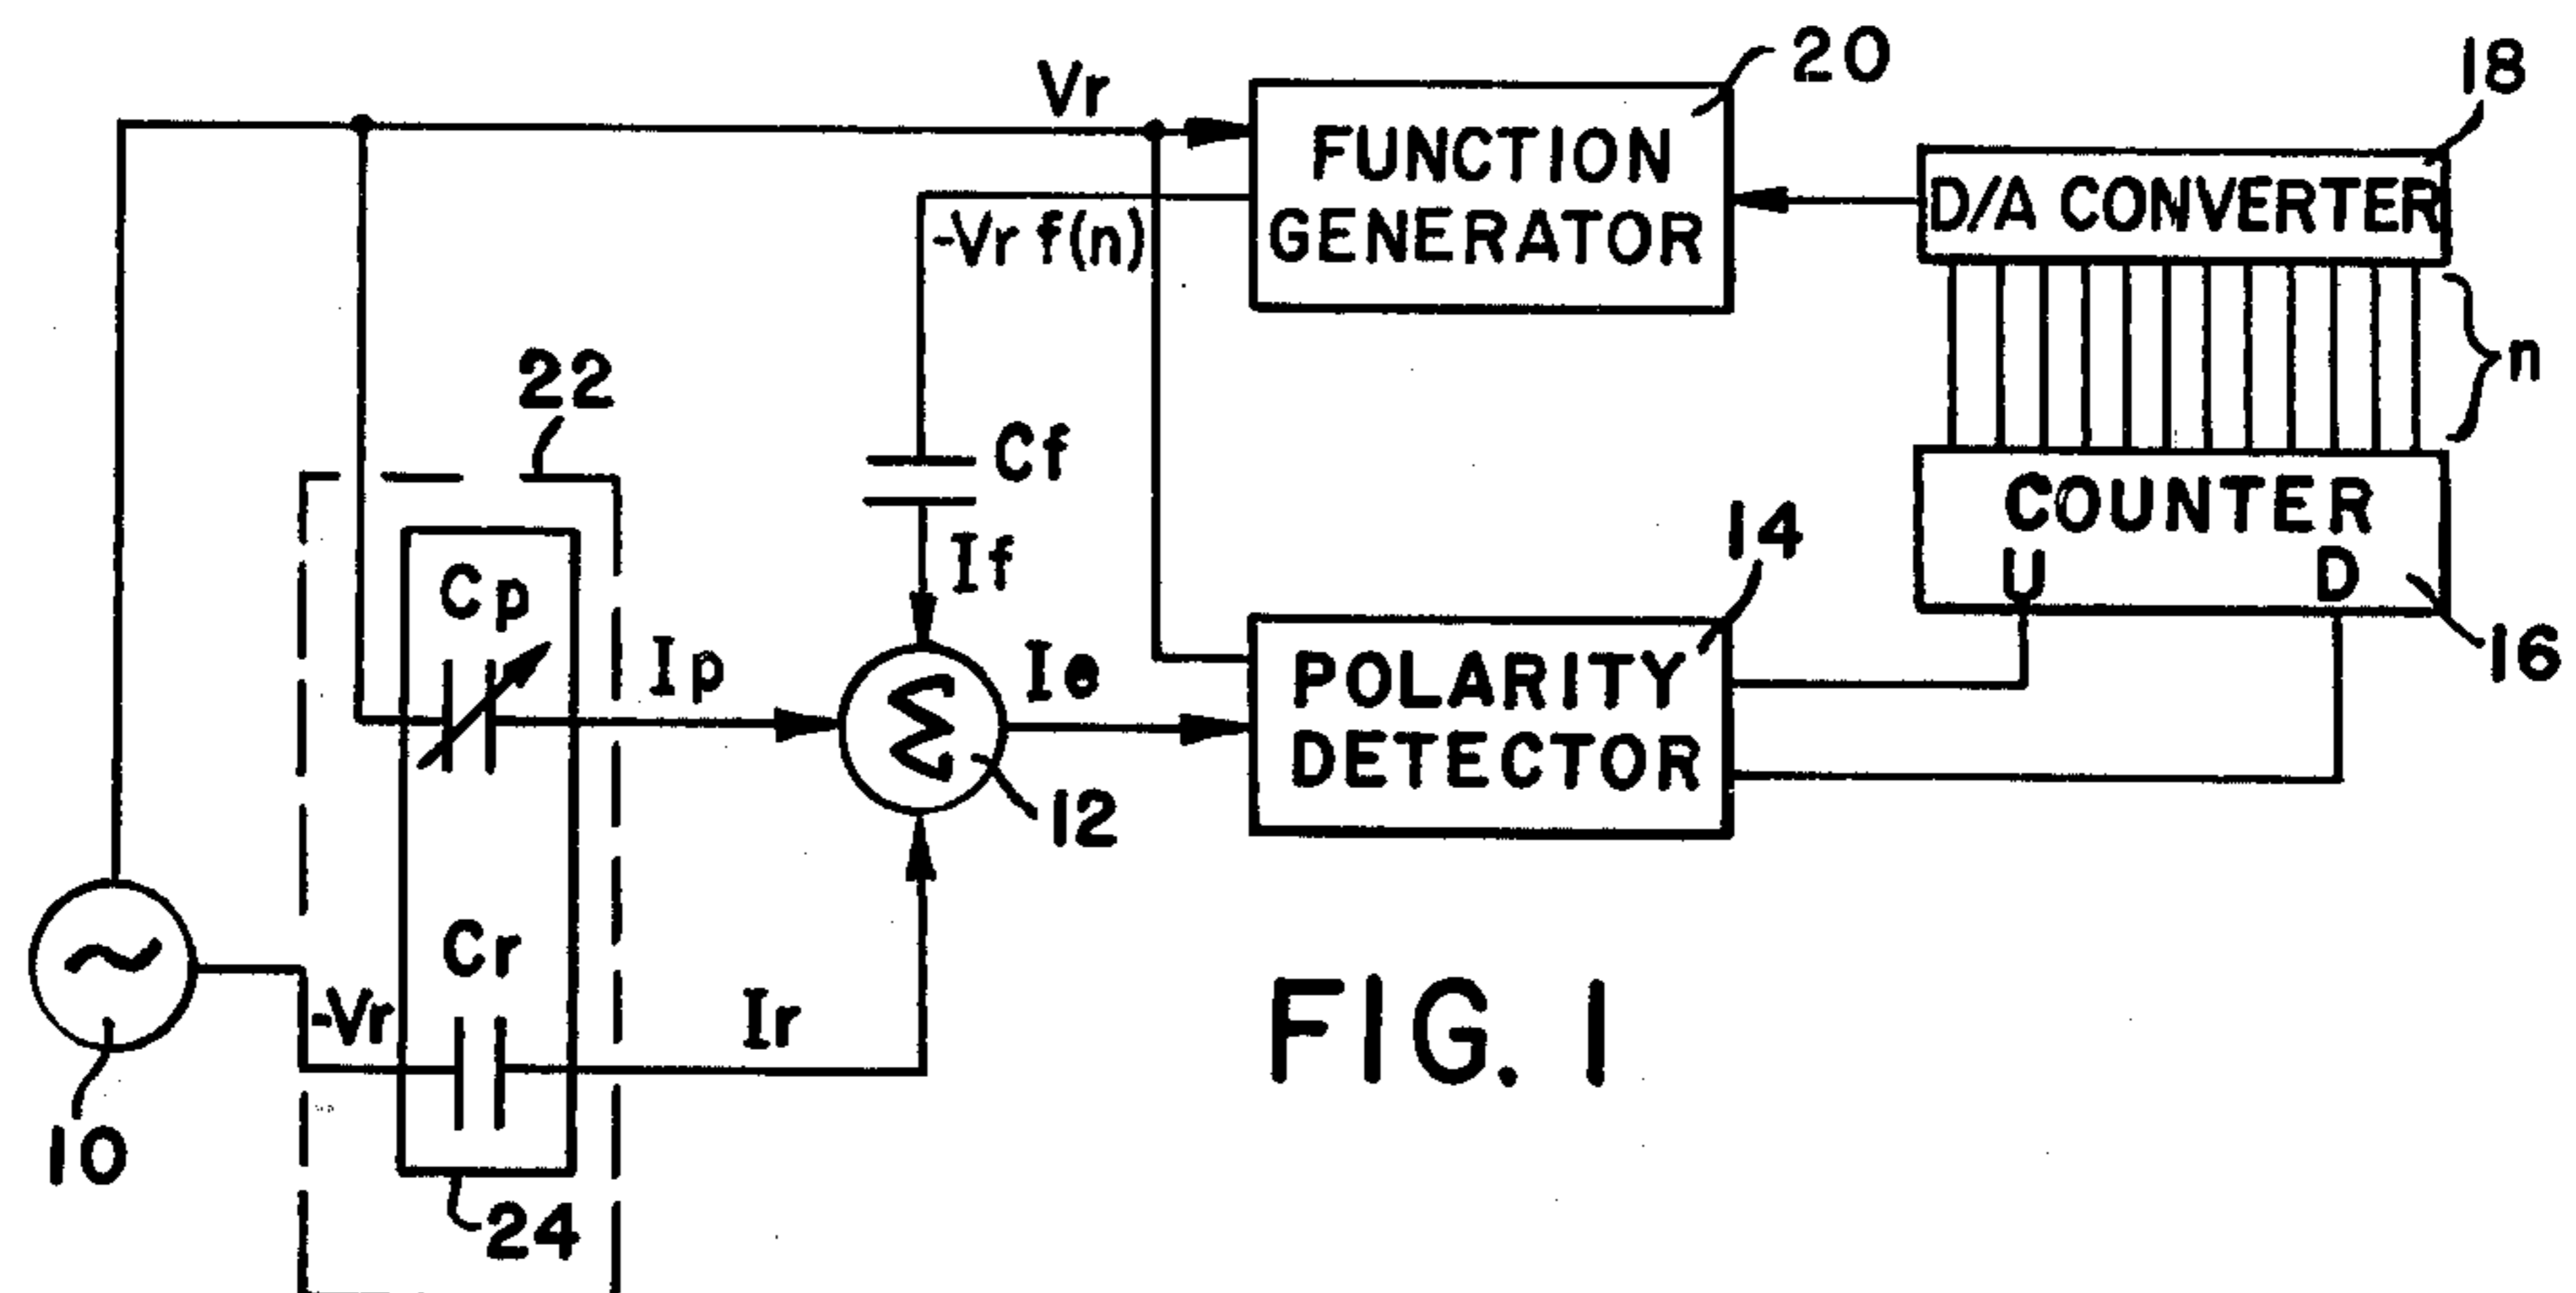 Vr
20
18
FUNCTION
GENERATOR
D/A CONVERTER
-Vr f(n)
n
22
Cf
COUNTER
U D
14
16
If
Cp
Ip
Σ
Ie
POLARITY
DETECTOR
12
Cr
-Vr
Ir
~
10
24
FIG. 1